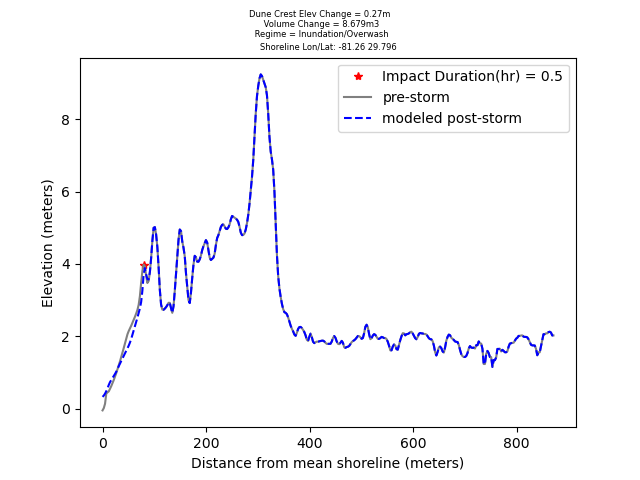 Dune Crest Elev Change = 0.27m
Volume Change = 8.679m3
Regime = Inundation/Overwash
Shoreline Lon/Lat: -81.26 29.796
Impact Duration(hr) = 0.5
pre-storm
modeled post-storm
Elevation (meters)
8
6
4
2
0
0 200 400 600 800
Distance from mean shoreline (meters)